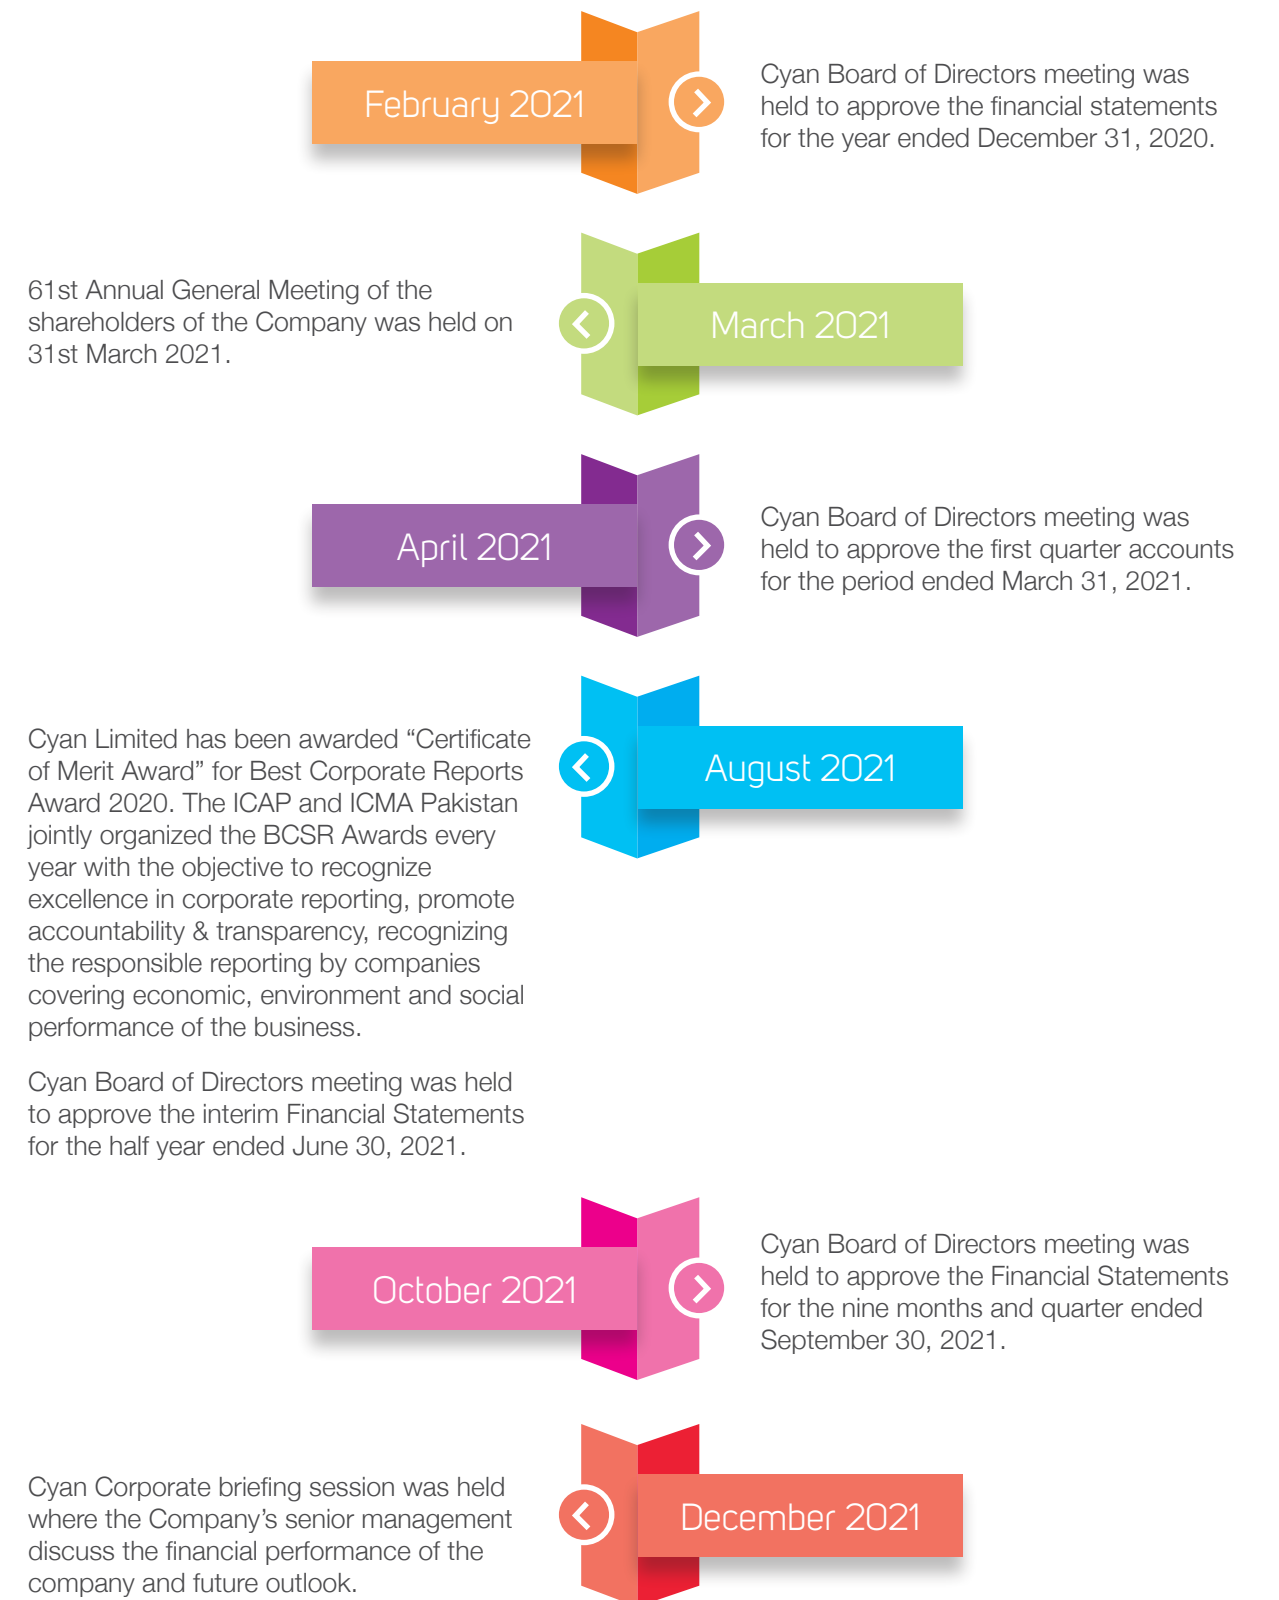 February 2021
Cyan Board of Directors meeting was
held to approve the financial statements
for the year ended December 31, 2020.
61st Annual General Meeting of the
shareholders of the Company was held on
31st March 2021.
March 2021
April 2021
Cyan Board of Directors meeting was
held to approve the first quarter accounts
for the period ended March 31, 2021.
Cyan Limited has been awarded “Certificate
of Merit Award” for Best Corporate Reports
Award 2020. The ICAP and ICMA Pakistan
jointly organized the BCSR Awards every
year with the objective to recognize
excellence in corporate reporting, promote
accountability & transparency, recognizing
the responsible reporting by companies
covering economic, environment and social
performance of the business.
Cyan Board of Directors meeting was held
to approve the interim Financial Statements
for the half year ended June 30, 2021.
August 2021
October 2021
Cyan Board of Directors meeting was
held to approve the Financial Statements
for the nine months and quarter ended
September 30, 2021.
Cyan Corporate briefing session was held
where the Company’s senior management
discuss the financial performance of the
company and future outlook.
December 2021